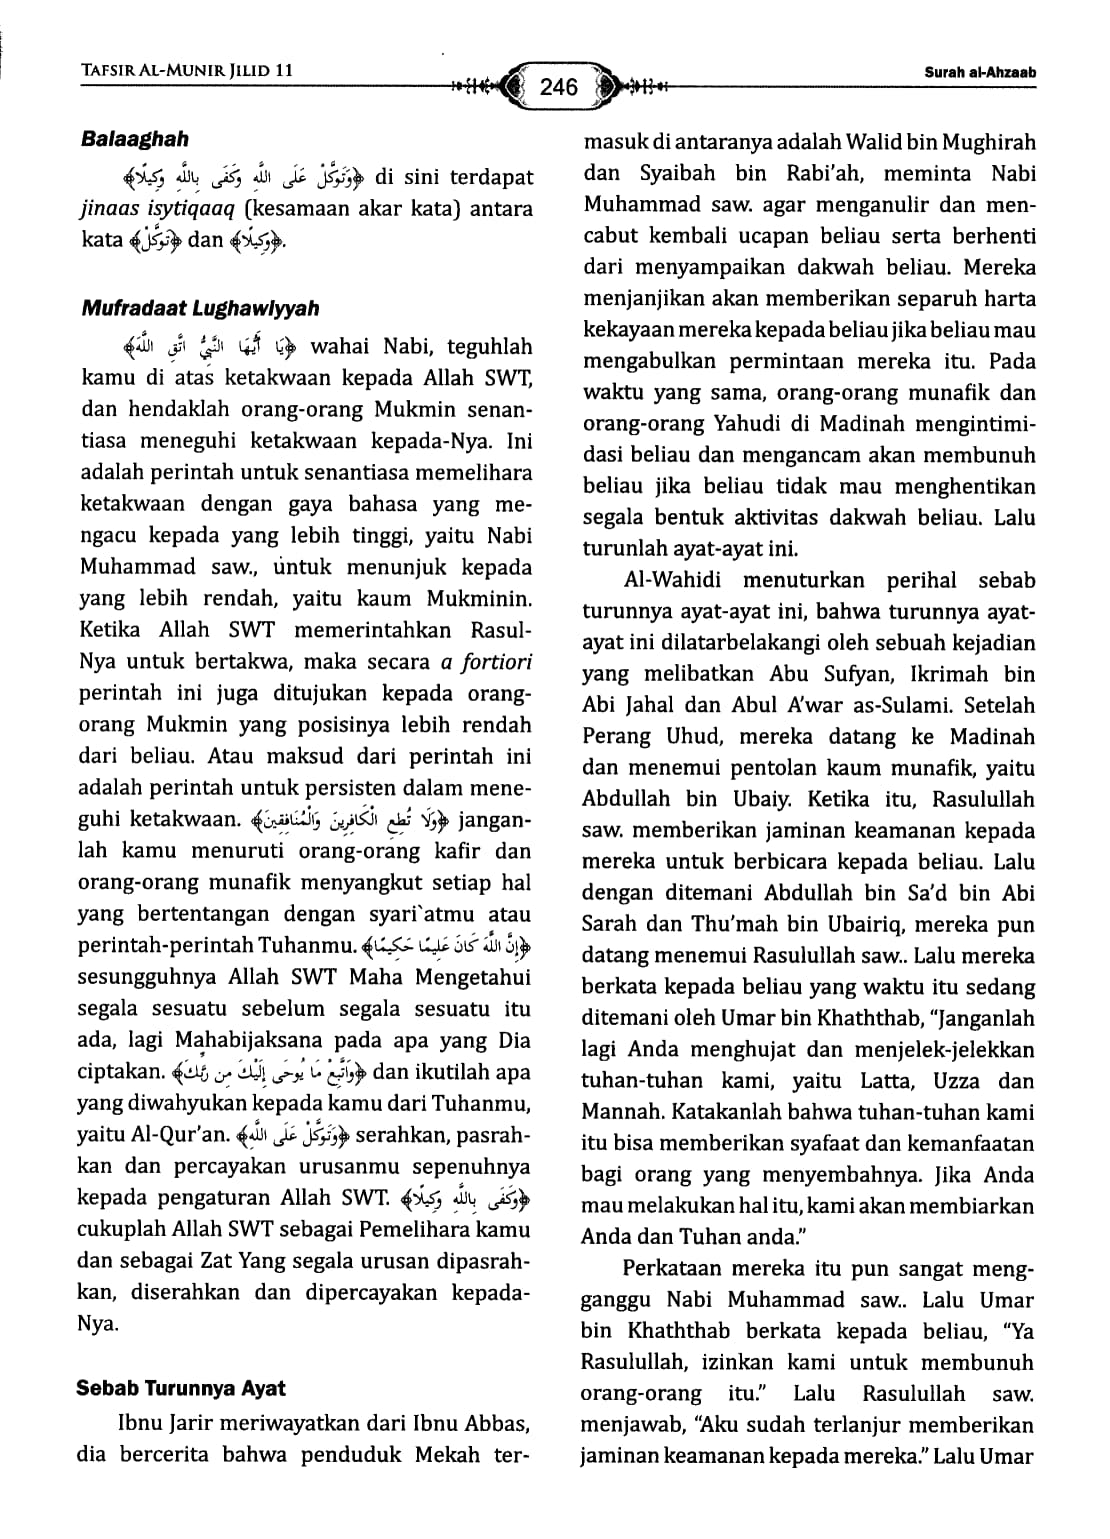 TAFSIR AL-MUNIR JILID 11
246
Surah al-Ahzaab
Balaaghah
﴿وَتَوَكَّلْ عَلَى اللَّهِ وَكَفَى بِاللَّهِ وَكِيلًا﴾ di sini terdapat
jinaas isytiqaaq (kesamaan akar kata) antara
kata ﴿تَوَكَّلْ﴾ dan ﴿وَكِيلًا﴾.
Mufradaat Lughawiyyah
﴿يَا أَيُّهَا النَّبِيُّ اتَّقِ اللَّهَ﴾ wahai Nabi, teguhlah
kamu di atas ketakwaan kepada Allah SWT,
dan hendaklah orang-orang Mukmin senan-
tiasa meneguhi ketakwaan kepada-Nya. Ini
adalah perintah untuk senantiasa memelihara
ketakwaan dengan gaya bahasa yang me-
ngacu kepada yang lebih tinggi, yaitu Nabi
Muhammad saw., untuk menunjuk kepada
yang lebih rendah, yaitu kaum Mukminin.
Ketika Allah SWT memerintahkan Rasul-
Nya untuk bertakwa, maka secara a fortiori
perintah ini juga ditujukan kepada orang-
orang Mukmin yang posisinya lebih rendah
dari beliau. Atau maksud dari perintah ini
adalah perintah untuk persisten dalam mene-
guhi ketakwaan. ﴿وَلَا تُطِعِ الْكَافِرِينَ وَالْمُنَافِقِينَ﴾ jangan-
lah kamu menuruti orang-orang kafir dan
orang-orang munafik menyangkut setiap hal
yang bertentangan dengan syari`atmu atau
perintah-perintah Tuhanmu. ﴿إِنَّ اللَّهَ كَانَ عَلِيمًا حَكِيمًا﴾
sesungguhnya Allah SWT Maha Mengetahui
segala sesuatu sebelum segala sesuatu itu
ada, lagi Mahabijaksana pada apa yang Dia
ciptakan. ﴿وَاتَّبِعْ مَا يُوحَى إِلَيْكَ مِن رَّبِّكَ﴾ dan ikutilah apa
yang diwahyukan kepada kamu dari Tuhanmu,
yaitu Al-Qur'an. ﴿وَتَوَكَّلْ عَلَى اللَّهِ﴾ serahkan, pasrah-
kan dan percayakan urusanmu sepenuhnya
kepada pengaturan Allah SWT. ﴿وَكَفَى بِاللَّهِ وَكِيلًا﴾
cukuplah Allah SWT sebagai Pemelihara kamu
dan sebagai Zat Yang segala urusan dipasrah-
kan, diserahkan dan dipercayakan kepada-
Nya.
Sebab Turunnya Ayat
Ibnu Jarir meriwayatkan dari Ibnu Abbas,
dia bercerita bahwa penduduk Mekah ter-
masuk di antaranya adalah Walid bin Mughirah
dan Syaibah bin Rabi'ah, meminta Nabi
Muhammad saw. agar menganulir dan men-
cabut kembali ucapan beliau serta berhenti
dari menyampaikan dakwah beliau. Mereka
menjanjikan akan memberikan separuh harta
kekayaan mereka kepada beliau jika beliau mau
mengabulkan permintaan mereka itu. Pada
waktu yang sama, orang-orang munafik dan
orang-orang Yahudi di Madinah mengintimi-
dasi beliau dan mengancam akan membunuh
beliau jika beliau tidak mau menghentikan
segala bentuk aktivitas dakwah beliau. Lalu
turunlah ayat-ayat ini.
Al-Wahidi menuturkan perihal sebab
turunnya ayat-ayat ini, bahwa turunnya ayat-
ayat ini dilatarbelakangi oleh sebuah kejadian
yang melibatkan Abu Sufyan, Ikrimah bin
Abi Jahal dan Abul A'war as-Sulami. Setelah
Perang Uhud, mereka datang ke Madinah
dan menemui pentolan kaum munafik, yaitu
Abdullah bin Ubaiy. Ketika itu, Rasulullah
saw. memberikan jaminan keamanan kepada
mereka untuk berbicara kepada beliau. Lalu
dengan ditemani Abdullah bin Sa'd bin Abi
Sarah dan Thu'mah bin Ubairiq, mereka pun
datang menemui Rasulullah saw.. Lalu mereka
berkata kepada beliau yang waktu itu sedang
ditemani oleh Umar bin Khaththab, “Janganlah
lagi Anda menghujat dan menjelek-jelekkan
tuhan-tuhan kami, yaitu Latta, Uzza dan
Mannah. Katakanlah bahwa tuhan-tuhan kami
itu bisa memberikan syafaat dan kemanfaatan
bagi orang yang menyembahnya. Jika Anda
mau melakukan hal itu, kami akan membiarkan
Anda dan Tuhan anda.”
Perkataan mereka itu pun sangat meng-
ganggu Nabi Muhammad saw.. Lalu Umar
bin Khaththab berkata kepada beliau, “Ya
Rasulullah, izinkan kami untuk membunuh
orang-orang itu.” Lalu Rasulullah saw.
menjawab, “Aku sudah terlanjur memberikan
jaminan keamanan kepada mereka.” Lalu Umar